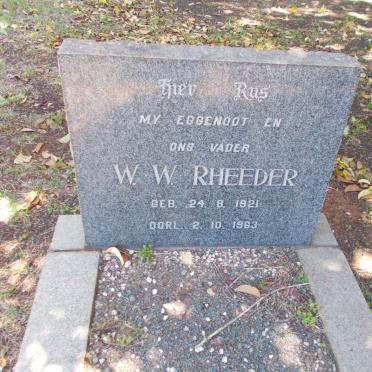 Hier Rus
MY EGGENOOT EN
ONS VADER
W. W. RHEEDER
GEB. 24. 8. 1921
OORL. 2. 10. 1963